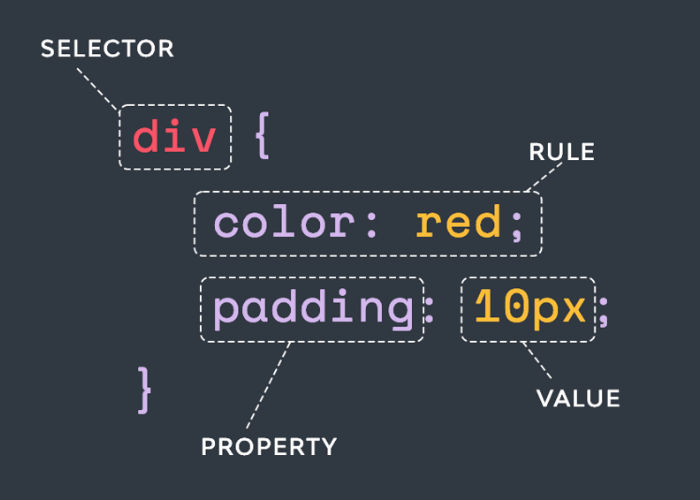 SELECTOR
div {
RULE
color: red;
padding: 10px;
}
VALUE
PROPERTY